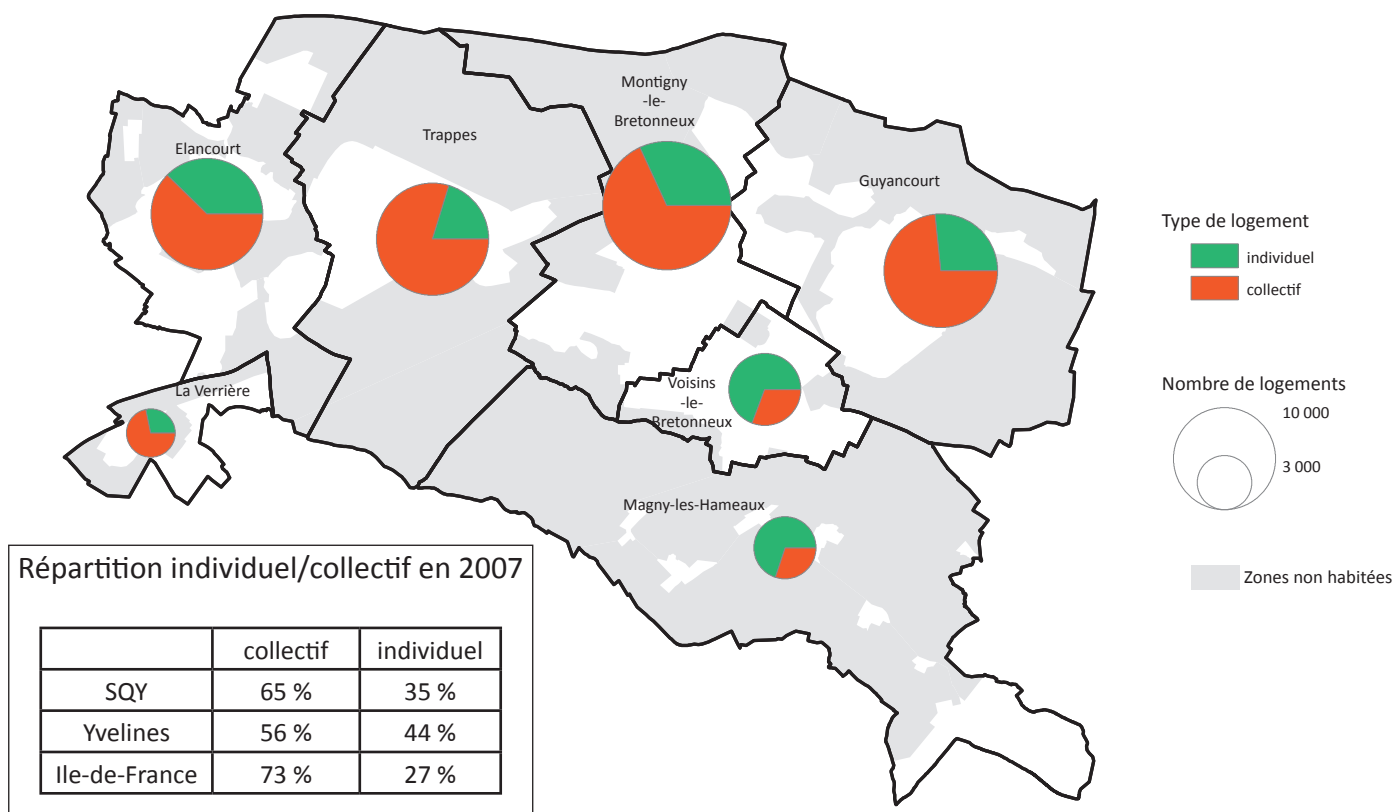 Montigny
-le-
Bretonneux
Trappes
Elancourt
Guyancourt
La Verrière
Voisins
-le-
Bretonneux
Magny-les-Hameaux
Type de logement
individuel
collectif
Nombre de logements
10 000
3 000
Zones non habitées
Répartition individuel/collectif en 2007
collectif individuel
SQY 65 % 35 %
Yvelines 56 % 44 %
Ile-de-France 73 % 27 %